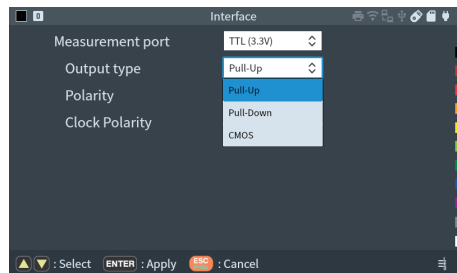 0 Interface
Measurement port TTL (3.3V)
Output type Pull-Up
Polarity Pull-Up
Pull-Down
Clock Polarity
CMOS
: Select ENTER : Apply ESC : Cancel